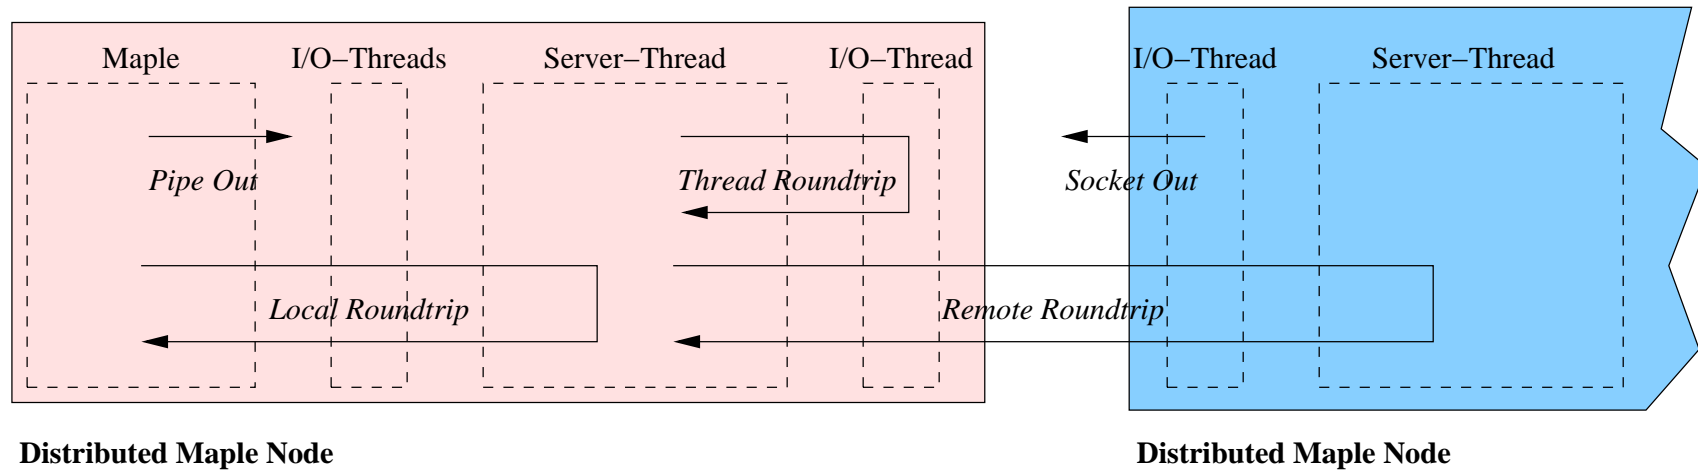 Maple
I/O–Threads
Server–Thread
I/O–Thread
I/O–Thread
Server–Thread
Pipe Out
Thread Roundtrip
Socket Out
Local Roundtrip
Remote Roundtrip
Distributed Maple Node
Distributed Maple Node